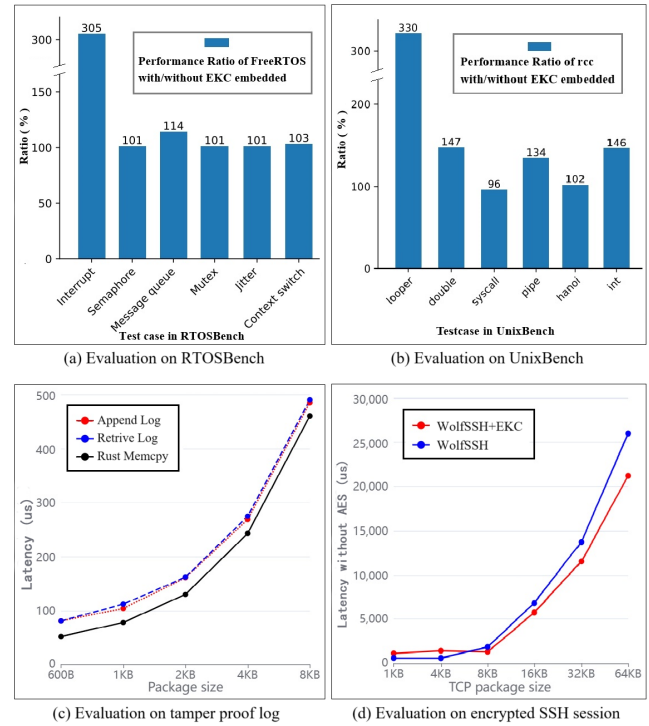 305
300
Performance Ratio of FreeRTOS
with/without EKC embedded
150
114
101
101
101
103
100
50
0
Ratio ( % )
Interrupt
Semaphore
Message queue
Mutex
Jitter
Context switch
Test case in RTOSBench
(a) Evaluation on RTOSBench
330
300
Performance Ratio of rcc
with/without EKC embedded
200
147
96
134
102
146
100
0
Ratio ( % )
looper
double
syscall
pipe
hanoi
int
Testcase in UnixBench
(b) Evaluation on UnixBench
500
400
300
200
100
0
Latency (us)
Append Log
Retrive Log
Rust Memcpy
600B
1KB
2KB
4KB
8KB
Package size
(c) Evaluation on tamper proof log
30,000
25,000
20,000
15,000
10,000
5,000
0
Latency without AES (us)
WolfSSH+EKC
WolfSSH
1KB
4KB
8KB
16KB
32KB
64KB
TCP package size
(d) Evaluation on encrypted SSH session